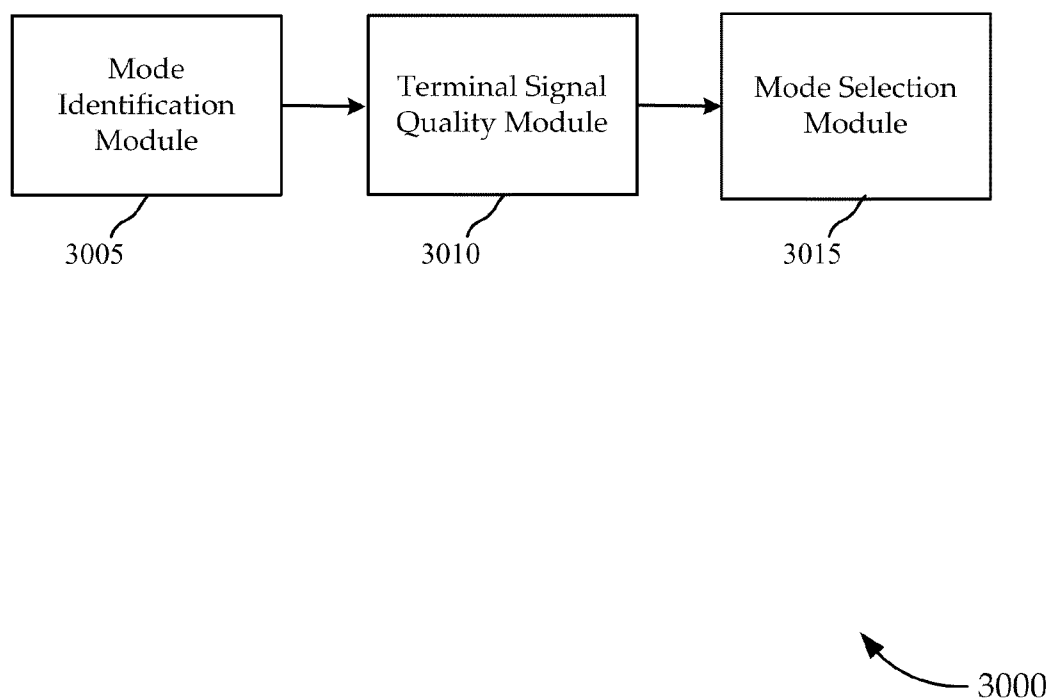 Mode
Identification
Module
Terminal Signal
Quality Module
Mode Selection
Module
3005
3010
3015
3000